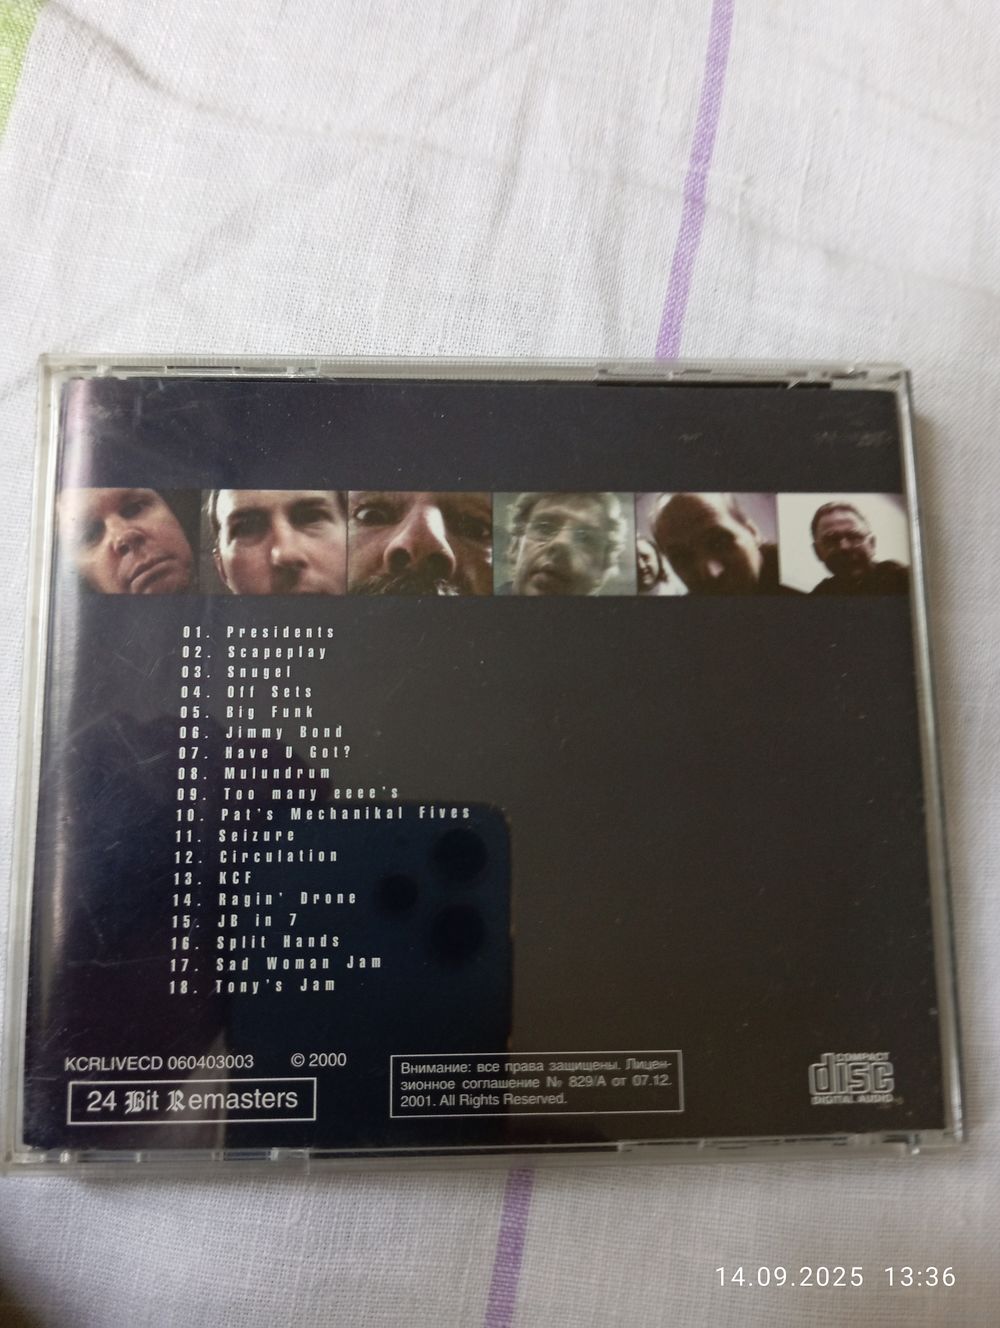 01. Presidents
02. Scapeplay
03. Snugel
04. Off Sets
05. Big Funk
06. Jimmy Bond
07. Have U Got?
08. Mulundrum
09. Too many eeee's
10. Pat's Mechanikal Fives
11. Seizure
12. Circulation
13. KCF
14. Ragin' Drone
15. JB in 7
16. Split Hands
17. Sad Woman Jam
18. Tony's Jam
KCRLIVECD 060403003 © 2000
24 Bit Remasters
Внимание: все права защищены. Лицен-
зионное соглашение № 829/А от 07.12.
2001. All Rights Reserved.
COMPACT
disc
DIGITAL AUDIO
14.09.2025 13:36